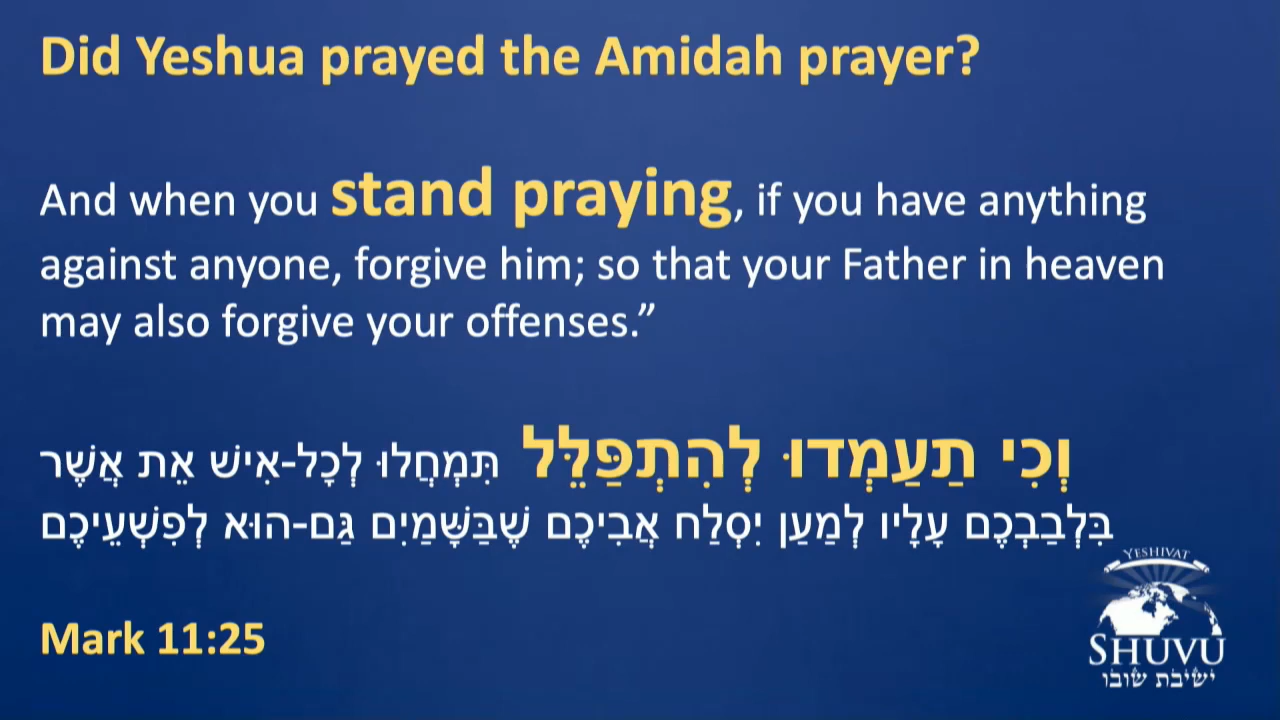 Did Yeshua prayed the Amidah prayer?
And when you stand praying, if you have anything
against anyone, forgive him; so that your Father in heaven
may also forgive your offenses.”
וְכִי תַעַמְדוּ לְהִתְפַּלֵּל תִּמְחֲלוּ לְכָל-אִישׁ אֵת אֲשֶׁר
בִּלְבַבְכֶם עָלָיו לְמַעַן יִסְלַח אֲבִיכֶם שֶׁבַּשָּׁמַיִם גַּם-הוּא לְפִשְׁעֵיכֶם
Mark 11:25
YESHIVAT
SHUVU
ישיבת שובו